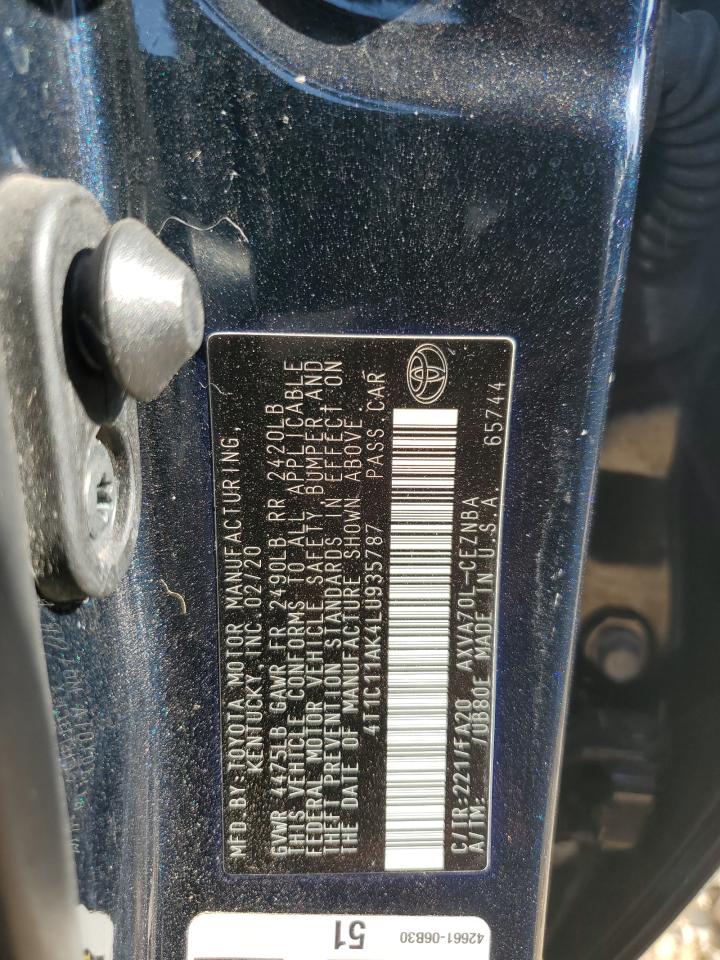 MFD.BY:TOYOTA MOTOR MANUFACTURING,
KENTUCKY, INC. 02/20
GVWR 4425LB GAWR FR 2490LB RR 2420LB
THIS VEHICLE CONFORMS TO ALL APPLICABLE
FEDERAL MOTOR VEHICLE SAFETY, BUMPER AND
THEFT PREVENTION STANDARDS IN EFFECT ON
THE DATE OF MANUFACTURE SHOWN ABOVE.
4T1C11AK4LU935787 PASS CAR
C/TR:221/FA20 AXVA70L-CEZNBA
A/TM: /UB80E MADE IN U.S.A 65744
51
42661-06B30